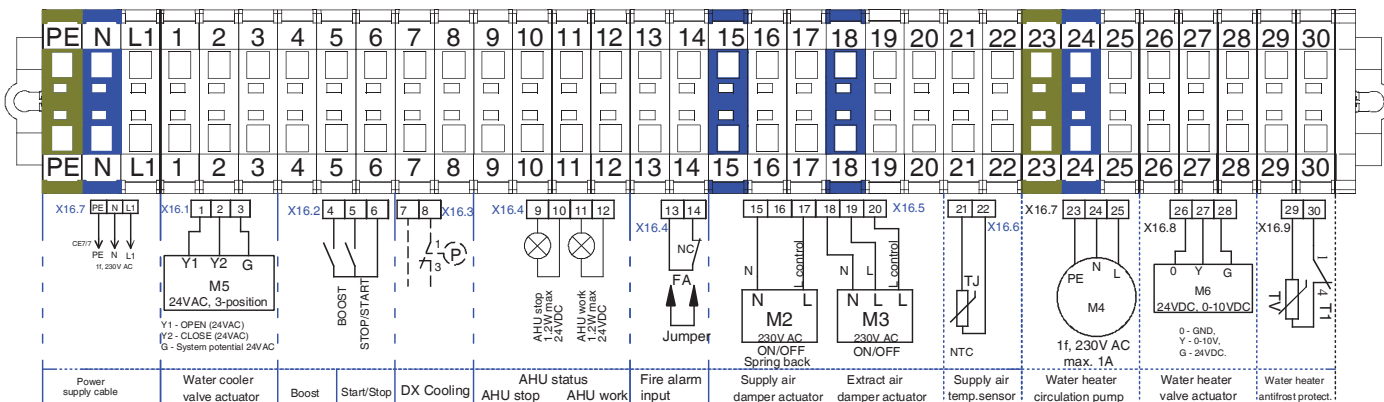 PE N L1 1 2 3 4 5 6 7 8 9 10 11 12 13 14 15 16 17 18 19 20 21 22 23 24 25 26 27 28 29 30
PE N L1 1 2 3 4 5 6 7 8 9 10 11 12 13 14 15 16 17 18 19 20 21 22 23 24 25 26 27 28 29 30
X16.7 PE N L1
CE7/7
PE N L1
1f, 230V AC
Power
supply cable
X16.1 1 2 3
Y1 Y2 G
M5
24VAC, 3-position
Y1 - OPEN (24VAC)
Y2 - CLOSE (24VAC)
G - System potential 24VAC
Water cooler
valve actuator
X16.2 4 5 6
BOOST
STOP/START
Boost
Start/Stop
7 8 X16.3
1
P
3
DX Cooling
X16.4 9 10 11 12
AHU stop
1.2W max
24VDC
AHU work
1.2W max
24VDC
AHU status
AHU stop AHU work
13 14
X16.4
NC
FA
Jumper
Fire alarm
input
15 16 17 18 19 20 X16.5
N
L control
N L
M2
230V AC
ON/OFF
Spring back
Supply air
damper actuator
N
L
L control
N L L
M3
230V AC
ON/OFF
Extract air
damper actuator
21 22
X16.6
TJ
NTC
Supply air
temp.sensor
X16.7
23 24 25
PE N L
M4
1f, 230V AC
max. 1A
Water heater
circulation pump
26 27 28
X16.8
0 Y G
M6
24VDC, 0-10VDC
0 - GND,
Y - 0-10V,
G - 24VDC.
Water heater
valve actuator
29 30
X16.9
1
TV
4 T1
Water heater
antifrost protect.